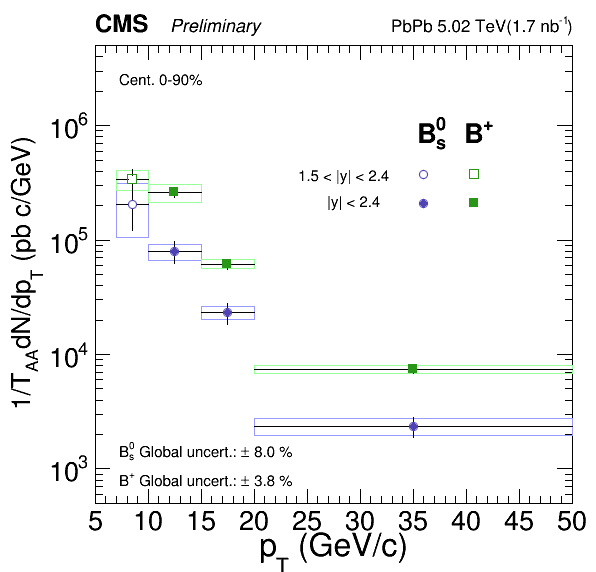 CMS Preliminary PbPb 5.02 TeV(1.7 nb⁻¹)
Cent. 0-90%
B⁰ₛ B⁺
1.5 < |y| < 2.4
|y| < 2.4
1/T_AA dN/dp_T (pb c/GeV)
10⁶
10⁵
10⁴
10³
B⁰ₛ Global uncert.: ± 8.0 %
B⁺ Global uncert.: ± 3.8 %
5 10 15 20 25 30 35 40 45 50
p_T (GeV/c)